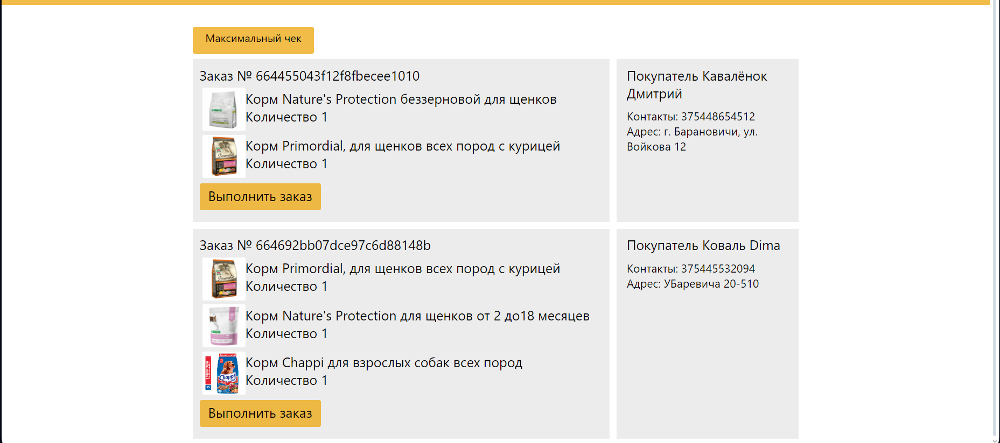 Максимальный чек
Заказ № 664455043f12f8fbecee1010
Корм Nature's Protection беззерновой для щенков
Количество 1
Корм Primordial, для щенков всех пород с курицей
Количество 1
Выполнить заказ
Покупатель Кавалёнок
Дмитрий
Контакты: 375448654512
Адрес: г. Барановичи, ул.
Войкова 12
Заказ № 664692bb07dce97c6d88148b
Корм Primordial, для щенков всех пород с курицей
Количество 1
Корм Nature's Protection для щенков от 2 до18 месяцев
Количество 1
Chappi
Корм Chappi для взрослых собак всех пород
Количество 1
Выполнить заказ
Покупатель Коваль Dima
Контакты: 375445532094
Адрес: УБаревича 20-510